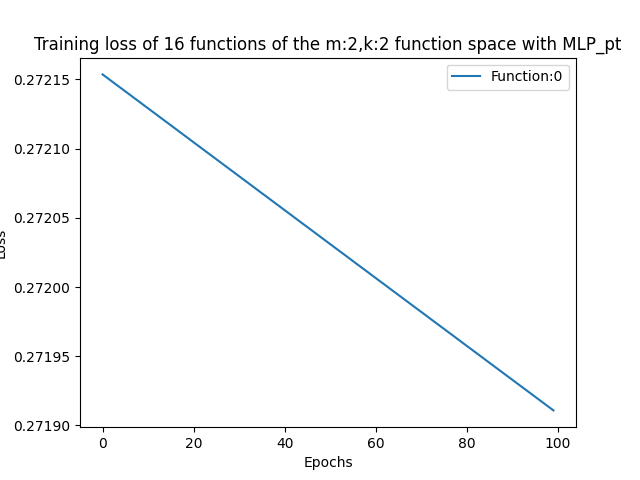 Training loss of 16 functions of the m:2,k:2 function space with MLP_pt
Function:0
0.27215
0.27210
0.27205
0.27200
0.27195
0.27190
Loss
0 20 40 60 80 100
Epochs